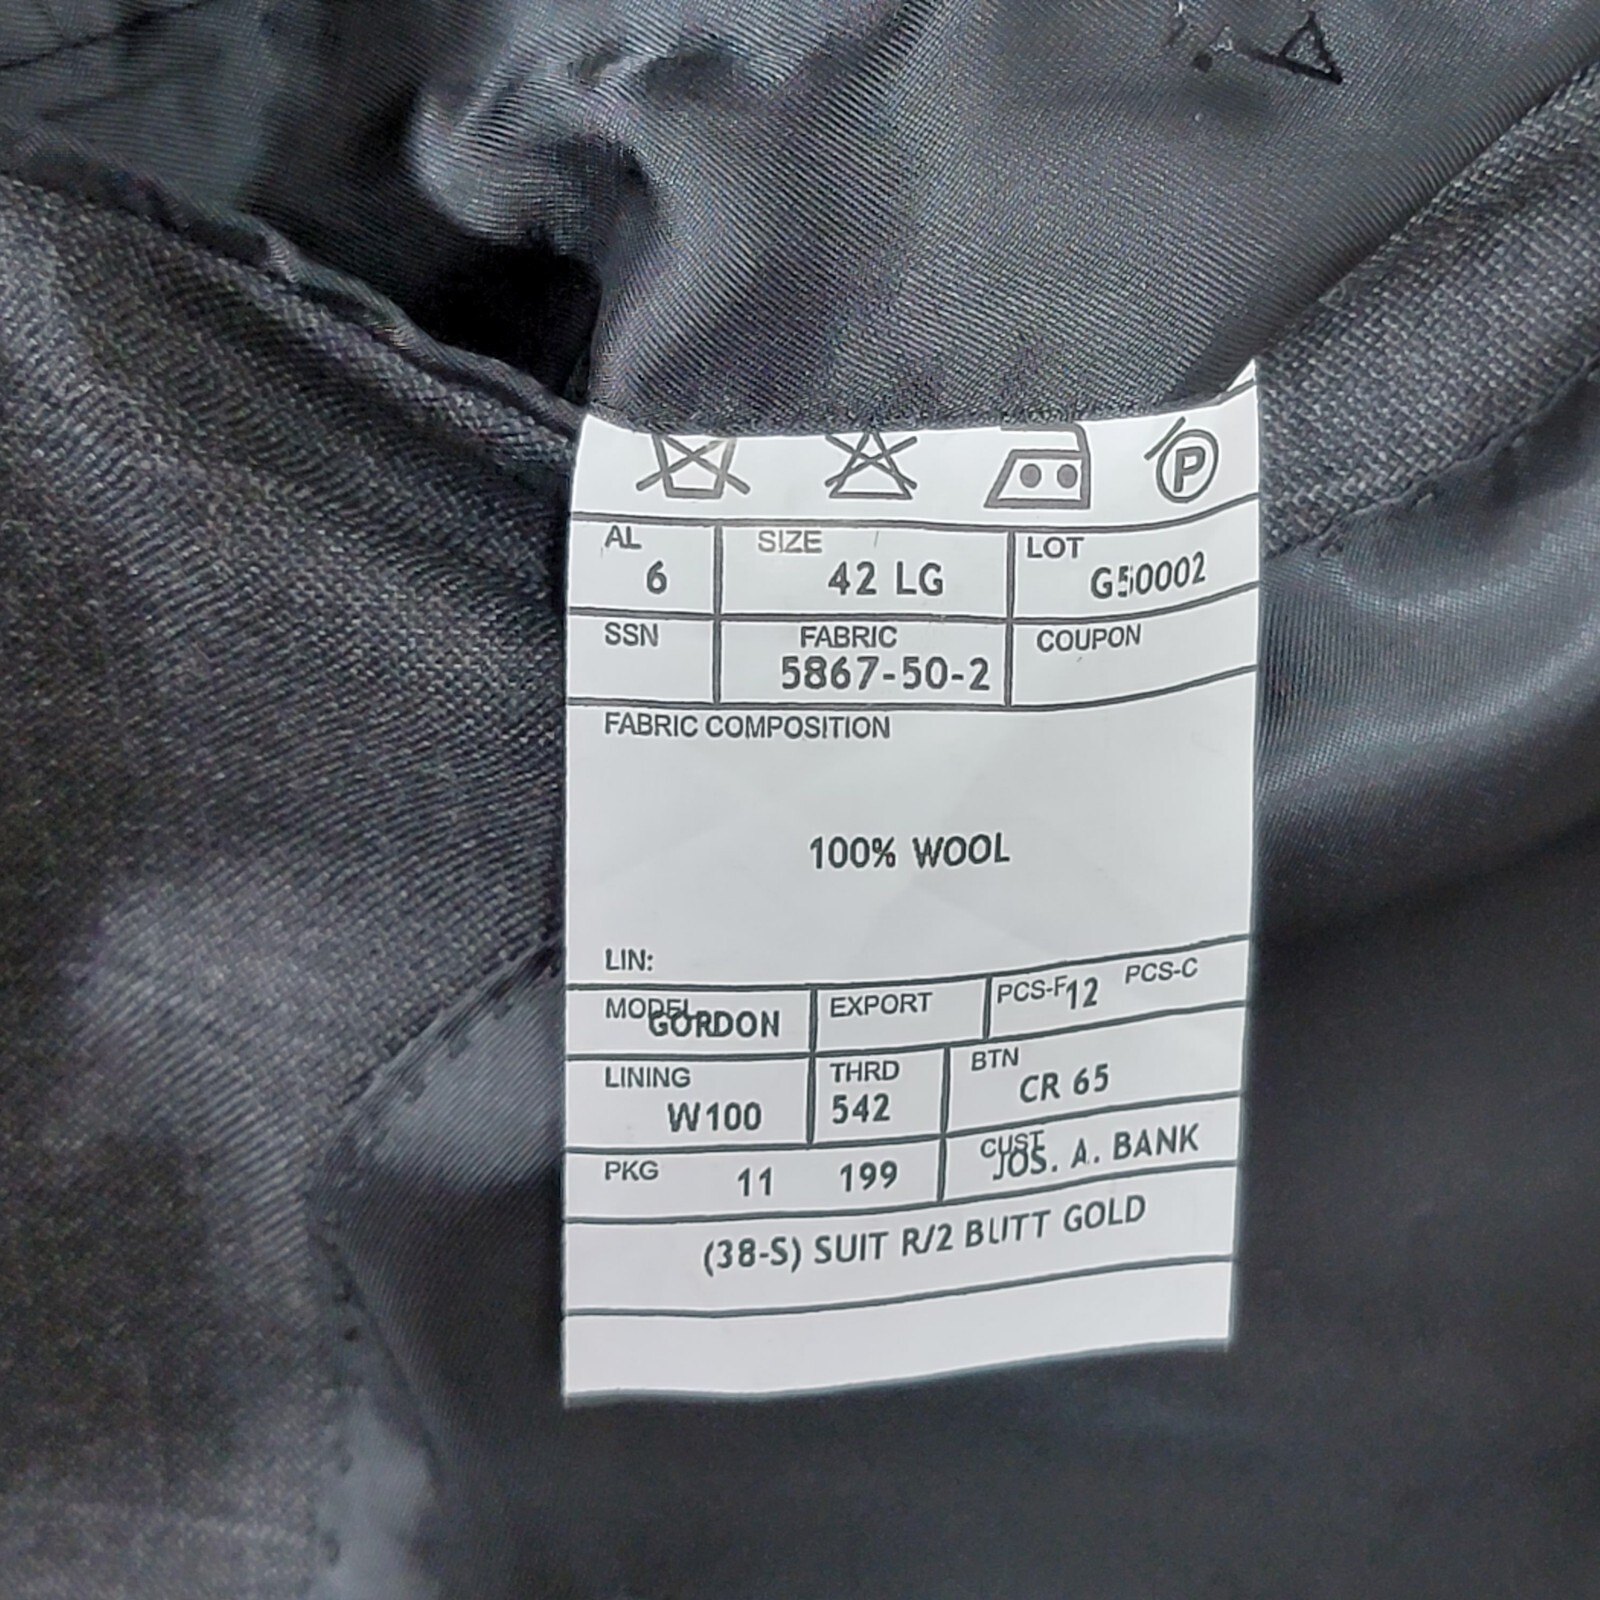 P
AL SIZE LOT
6 42 LG G50002
SSN FABRIC COUPON
5867-50-2
FABRIC COMPOSITION
100% WOOL
LIN:
MODEL GORDON EXPORT PCS-F 12 PCS-C
LINING THRD BTN
W100 542 CR 65
PKG 11 199 CUST JOS. A. BANK
(38-S) SUIT R/2 BUTT GOLD